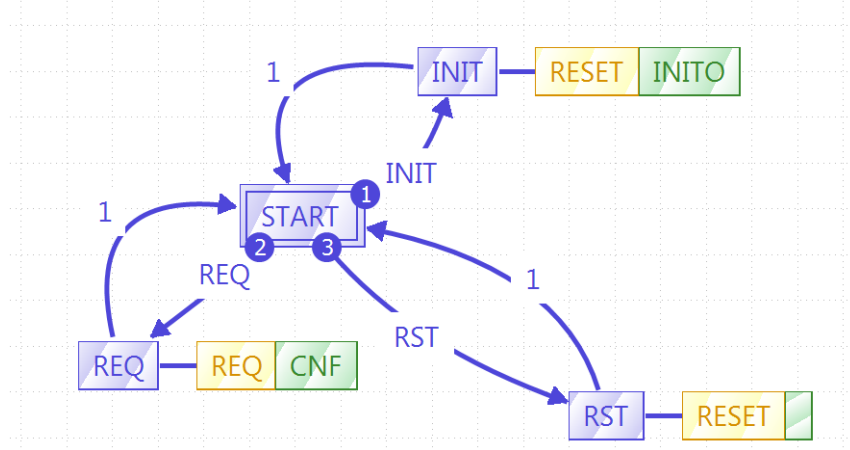 1
INIT
RESET
INITO
INIT
1
START
1
2
3
REQ
1
RST
REQ
REQ
CNF
RST
RESET